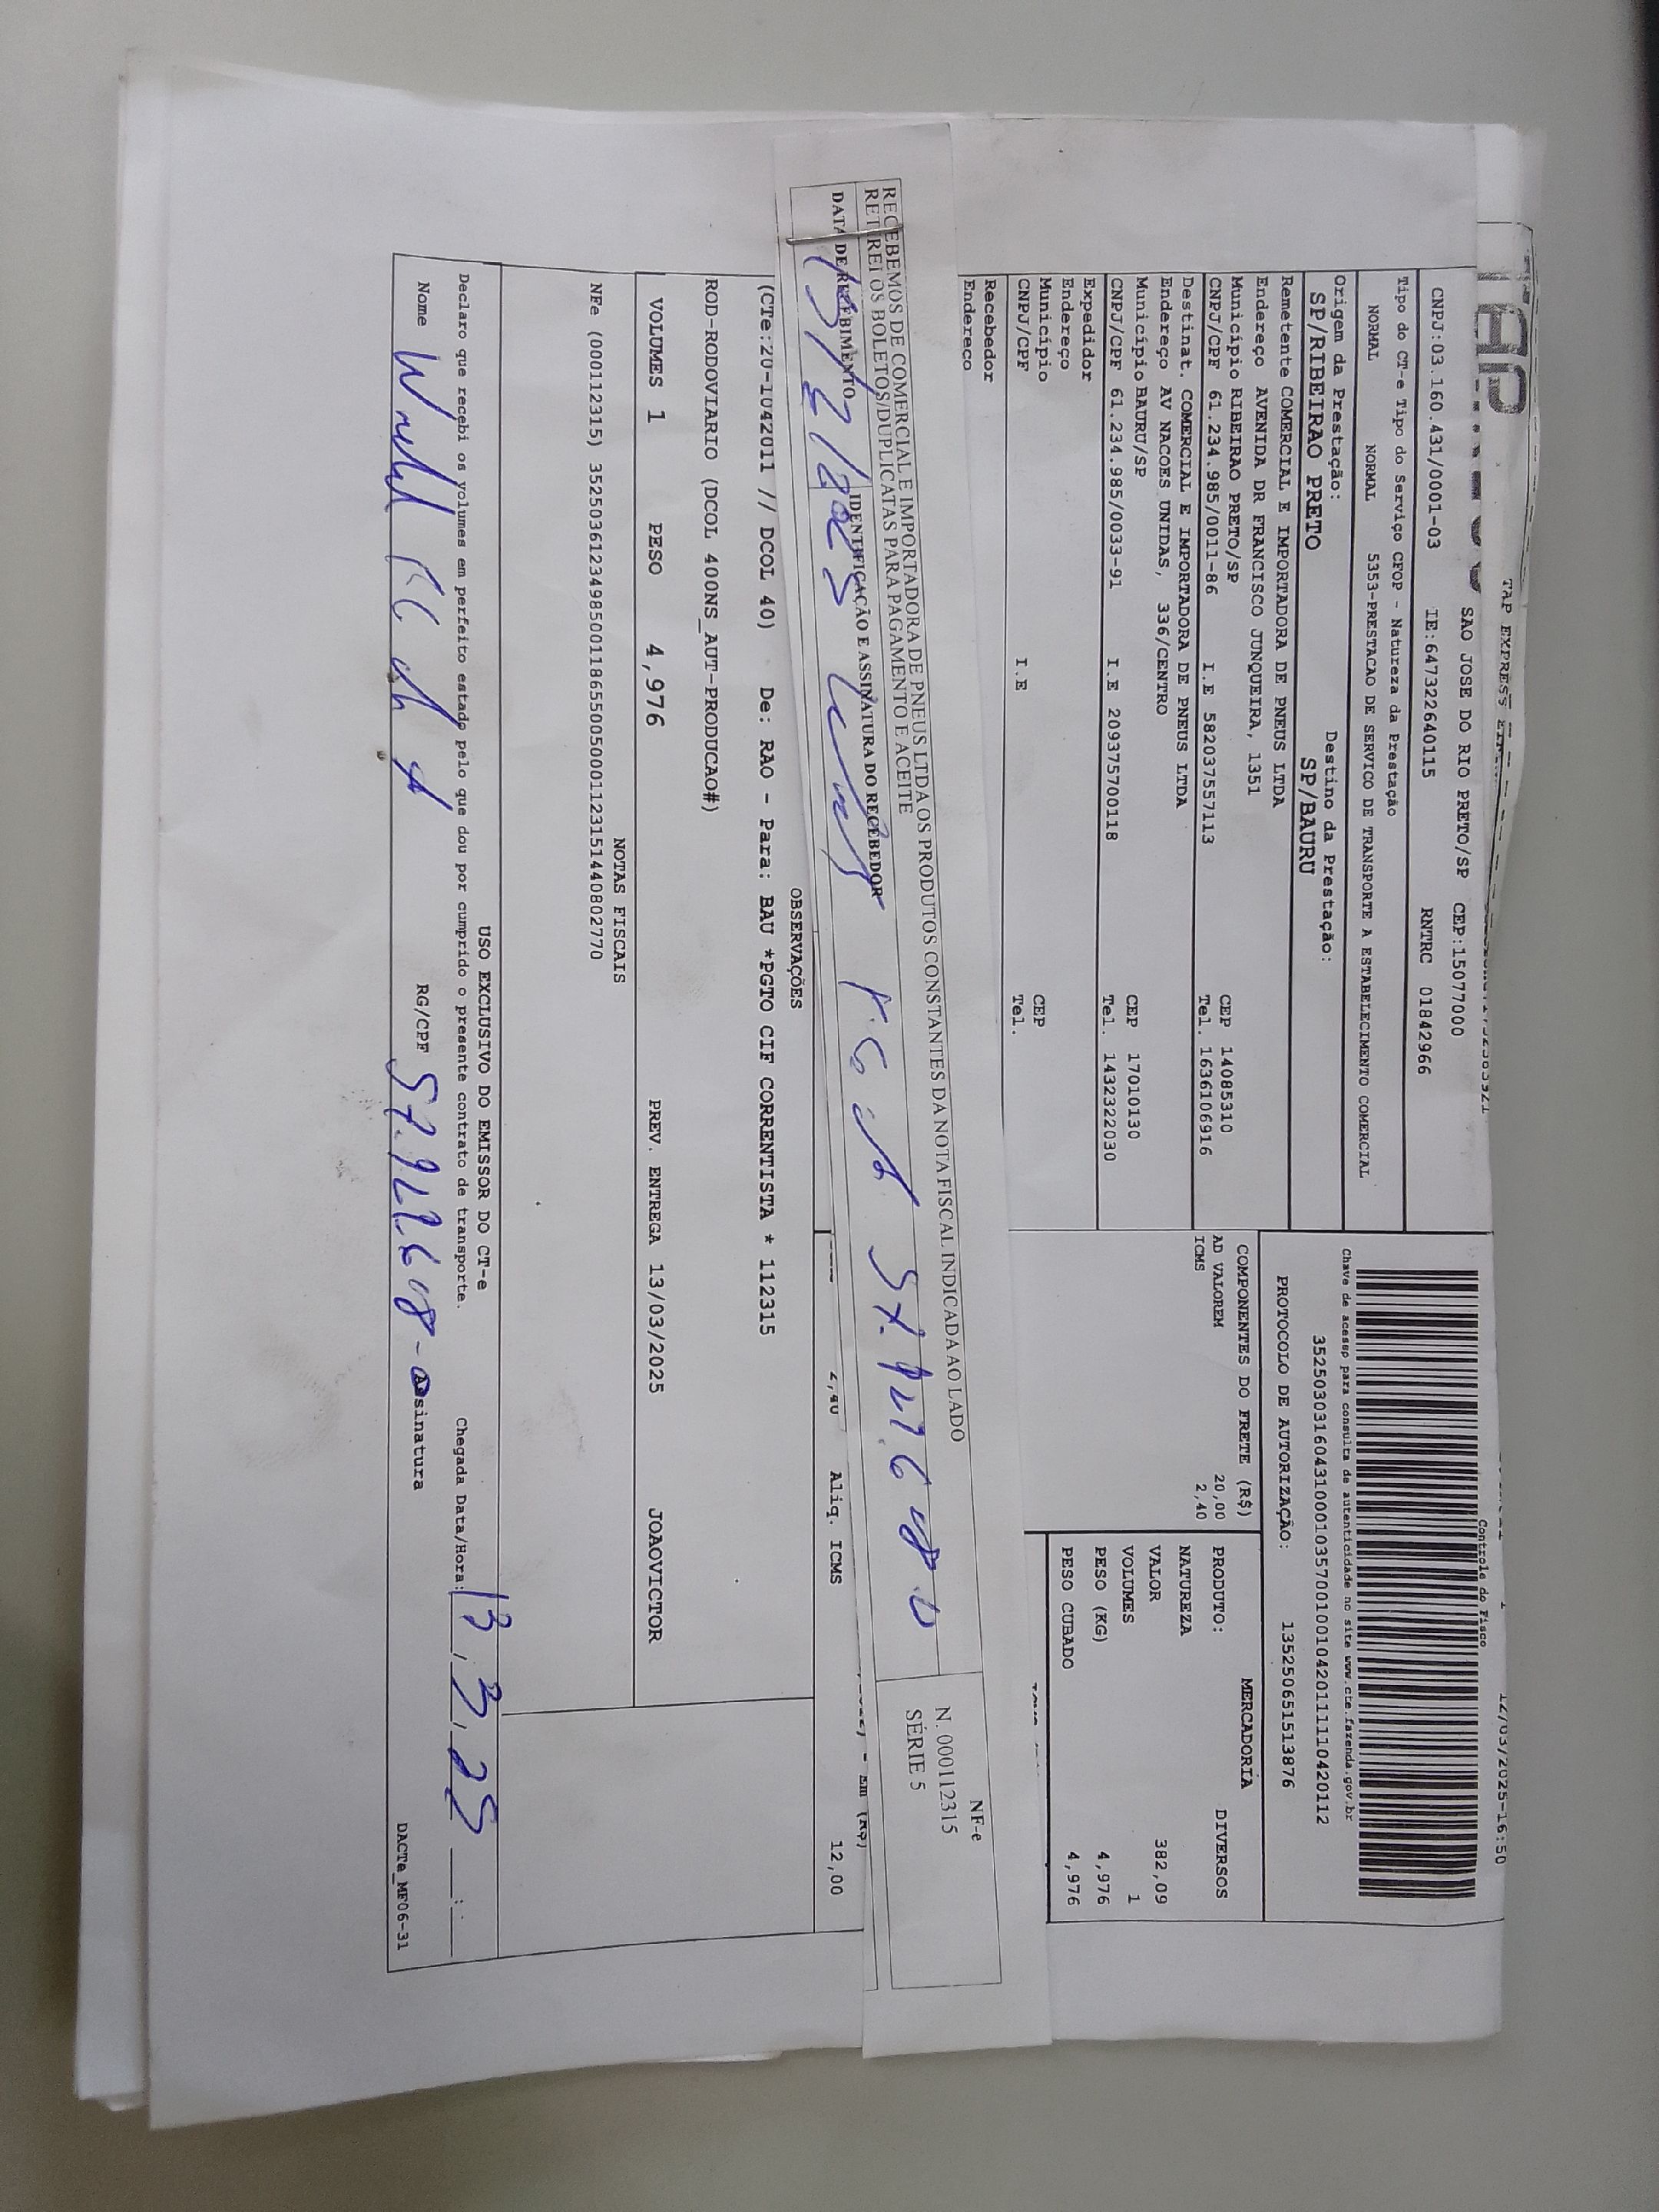 TAP EXPRESS
SAO JOSE DO RIO PRETO/SP CEP:15077000
CNPJ:03.160.431/0001-03 IE:647322640115 RNTRC 01842966
Tipo do CT-e Tipo do Serviço CFOP - Natureza da Prestação
NORMAL NORMAL 5353-PRESTACAO DE SERVICO DE TRANSPORTE A ESTABELECIMENTO COMERCIAL
Origem da Prestação: Destino da Prestação:
SP/RIBEIRAO PRETO SP/BAURU
12/03/2025-16:50
Controle do Fisco
Chave de acesso para consulta de autenticidade no site www.cte.fazenda.gov.br
35250303160431000103570010010420111110420112
PROTOCOLO DE AUTORIZAÇÃO: 135250651513876
Remetente COMERCIAL E IMPORTADORA DE PNEUS LTDA
Endereço AVENIDA DR FRANCISCO JUNQUEIRA, 1351
Município RIBEIRAO PRETO/SP CEP 14085310
CNPJ/CPF 61.234.985/0011-86 I.E 582037557113 Tel. 1636106916
Destinat. COMERCIAL E IMPORTADORA DE PNEUS LTDA
Endereço AV NACOES UNIDAS, 336/CENTRO
Município BAURU/SP CEP 17010130
CNPJ/CPF 61.234.985/0033-91 I.E 209375700118 Tel. 1432322030
Expedidor
Endereço
Município CEP
CNPJ/CPF I.E Tel.
Recebedor
Endereço
COMPONENTES DO FRETE (R$)
AD VALOREM 20,00
ICMS 2,40
MERCADORIA
PRODUTO: DIVERSOS
NATUREZA
VALOR 382,09
VOLUMES 1
PESO (KG) 4,976
PESO CUBADO 4,976
RECEBEMOS DE COMERCIAL E IMPORTADORA DE PNEUS LTDA OS PRODUTOS CONSTANTES DA NOTA FISCAL INDICADA AO LADO
RETIREI OS BOLETOS/DUPLICATAS PARA PAGAMENTO E ACEITE
DATA DE RECEBIMENTO IDENTIFICAÇÃO E ASSINATURA DO RECEBEDOR
NF-e
N. 000112315
SÉRIE 5
2,40 Aliq. ICMS 12,00
OBSERVAÇÕES
(CTe:20-1042011 // DCOL 40) De: RAO - Para: BAU *PGTO CIF CORRENTISTA * 112315
ROD-RODOVIARIO (DCOL 400NS_AUT-PRODUCAO#)
VOLUMES 1 PESO 4,976 PREV. ENTREGA 13/03/2025 JOAOVICTOR
NOTAS FISCAIS
NFe (000112315) 35250361234985001186550050001123151440802770
USO EXCLUSIVO DO EMISSOR DO CT-e
Declaro que recebi os volumes em perfeito estado pelo que dou por cumprido o presente contrato de transporte. Chegada Data/Hora: 13, 3, 25
Nome RG/CPF Assinatura
DACTe_MF06-31